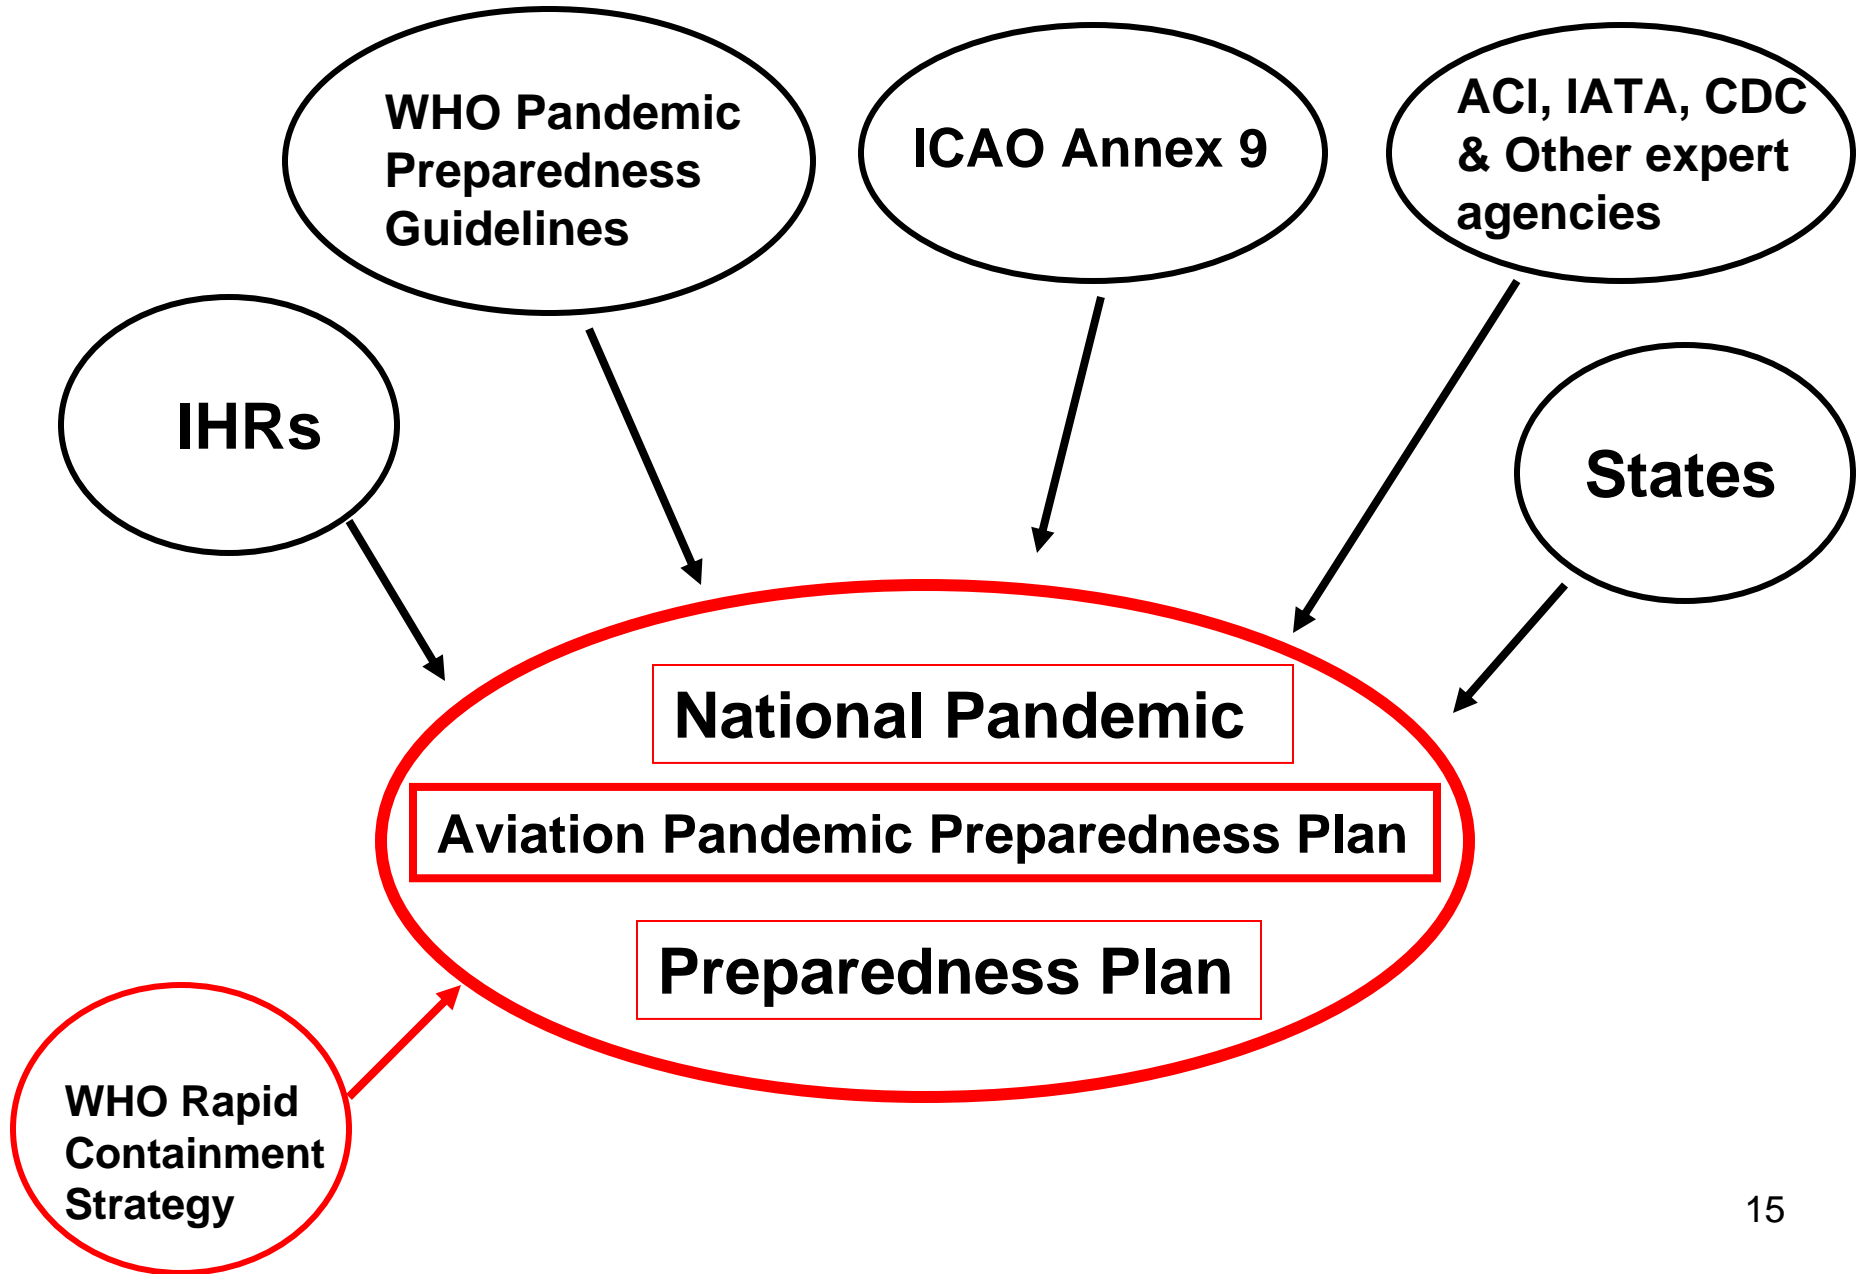 WHO Pandemic
Preparedness
Guidelines
ICAO Annex 9
ACI, IATA, CDC
& Other expert
agencies
IHRs
States
National Pandemic
Aviation Pandemic Preparedness Plan
Preparedness Plan
WHO Rapid
Containment
Strategy
15